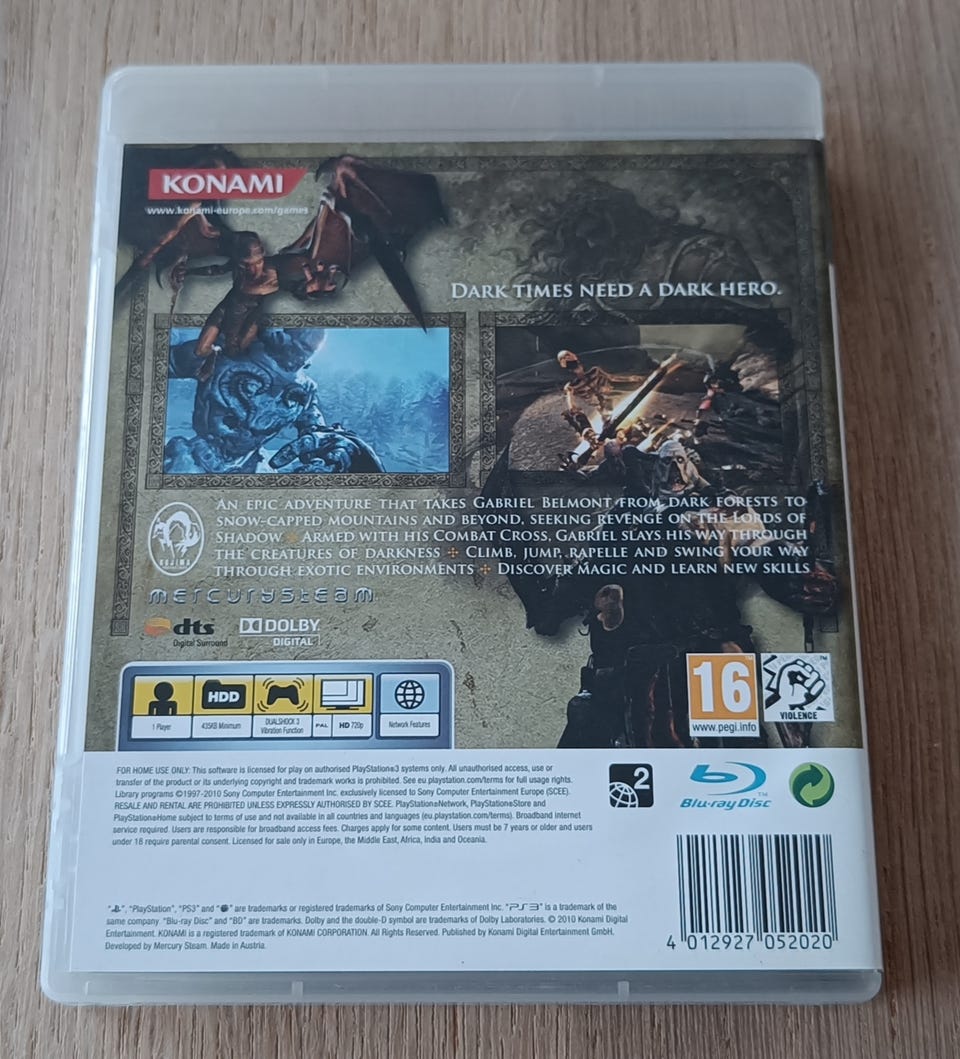 KONAMI
www.konami-europe.com/games
DARK TIMES NEED A DARK HERO.
AN EPIC ADVENTURE THAT TAKES GABRIEL BELMONT FROM DARK FORESTS TO
SNOW-CAPPED MOUNTAINS AND BEYOND, SEEKING REVENGE ON THE LORDS OF
SHADOW. ARMED WITH HIS COMBAT CROSS, GABRIEL SLAYS HIS WAY THROUGH
THE CREATURES OF DARKNESS CLIMB, JUMP, RAPELLE AND SWING YOUR WAY
THROUGH EXOTIC ENVIRONMENTS DISCOVER MAGIC AND LEARN NEW SKILLS
KOJIMA
MERCURYSTEAM
dts
Digital Surround
DOLBY
DIGITAL
HDD
1 Player
435KB Minimum
DUALSHOCK 3
Vibration Function
PAL
HD 720p
Network Features
16
www.pegi.info
VIOLENCE
FOR HOME USE ONLY: This software is licensed for play on authorised PlayStation®3 systems only. All unauthorised access, use or
transfer of the product or its underlying copyright and trademark works is prohibited. See eu.playstation.com/terms for full usage rights.
Library programs ©1997-2010 Sony Computer Entertainment Inc. exclusively licensed to Sony Computer Entertainment Europe (SCEE).
RESALE AND RENTAL ARE PROHIBITED UNLESS EXPRESSLY AUTHORISED BY SCEE. PlayStation®Network, PlayStation®Store and
PlayStation®Home subject to terms of use and not available in all countries and languages (eu.playstation.com/terms). Broadband internet
service required. Users are responsible for broadband access fees. Charges apply for some content. Users must be 7 years or older and users
under 18 require parental consent. Licensed for sale only in Europe, the Middle East, Africa, India and Oceania.
2
Blu-ray Disc™
"", "PlayStation", "PS3" and "" are trademarks or registered trademarks of Sony Computer Entertainment Inc. "PS3" is a trademark of the
same company. "Blu-ray Disc" and "BD" are trademarks. Dolby and the double-D symbol are trademarks of Dolby Laboratories. © 2010 Konami Digital
Entertainment. KONAMI is a registered trademark of KONAMI CORPORATION. All Rights Reserved. Published by Konami Digital Entertainment GmbH.
Developed by Mercury Steam. Made in Austria.
4 012927 052020